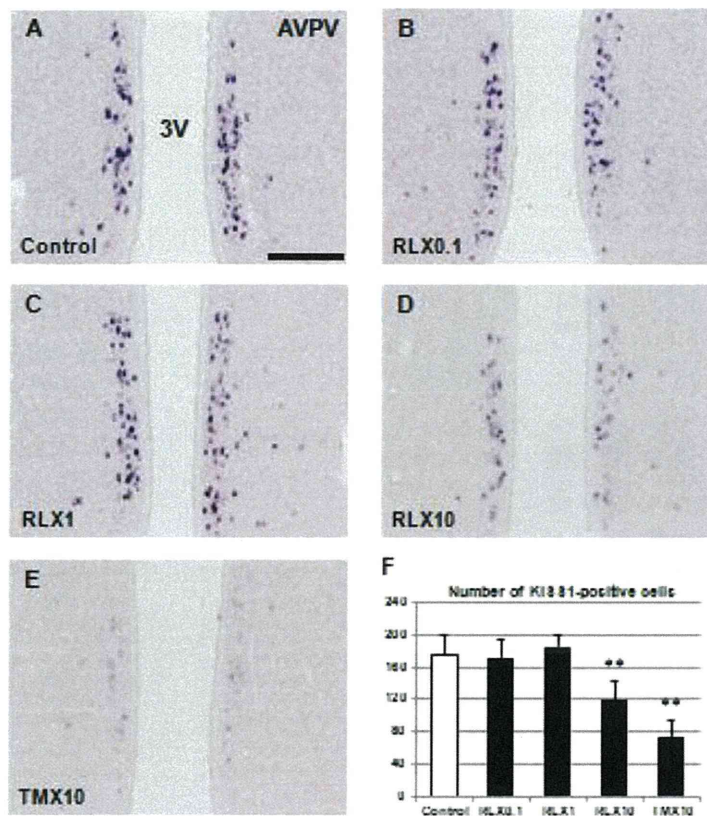 A AVPV
3V
Control
B
RLX0.1
C
RLX1
D
RLX10
E
TMX10
F
Number of KISS1-positive cells
240
200
160
120
80
40
0
** **
Control RLX0.1 RLX1 RLX10 TMX10